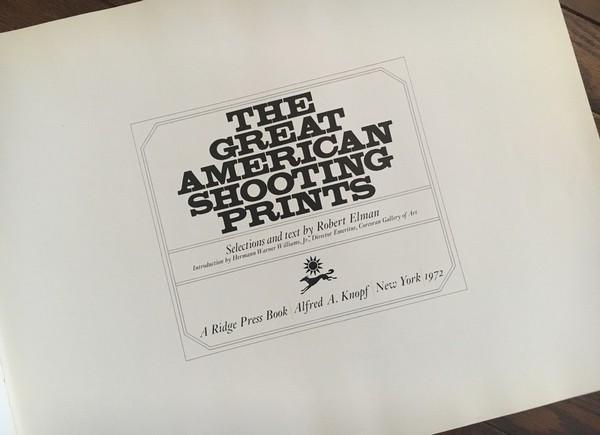 THE
GREAT
AMERICAN
SHOOTING
PRINTS
Selections and text by Robert Elman
Introduction by Hermann Warner Williams, Jr., Director Emeritus, Corcoran Gallery of Art
A Ridge Press Book | Alfred A. Knopf | New York 1972